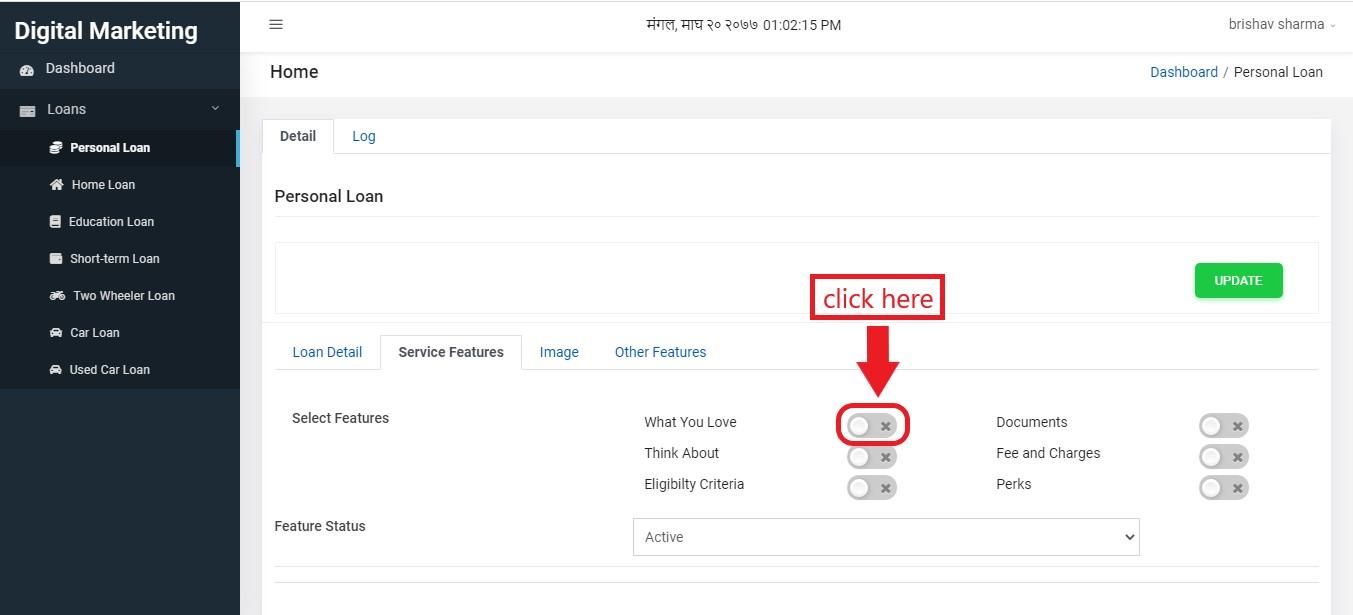 Digital Marketing
मंगल, माघ २० २०७७ 01:02:15 PM
brishav sharma
Dashboard
Home
Dashboard / Personal Loan
Loans
Personal Loan
Home Loan
Education Loan
Short-term Loan
Two Wheeler Loan
Car Loan
Used Car Loan
Detail
Log
Personal Loan
UPDATE
click here
Loan Detail
Service Features
Image
Other Features
Select Features
What You Love
Documents
Think About
Fee and Charges
Eligibilty Criteria
Perks
Feature Status
Active